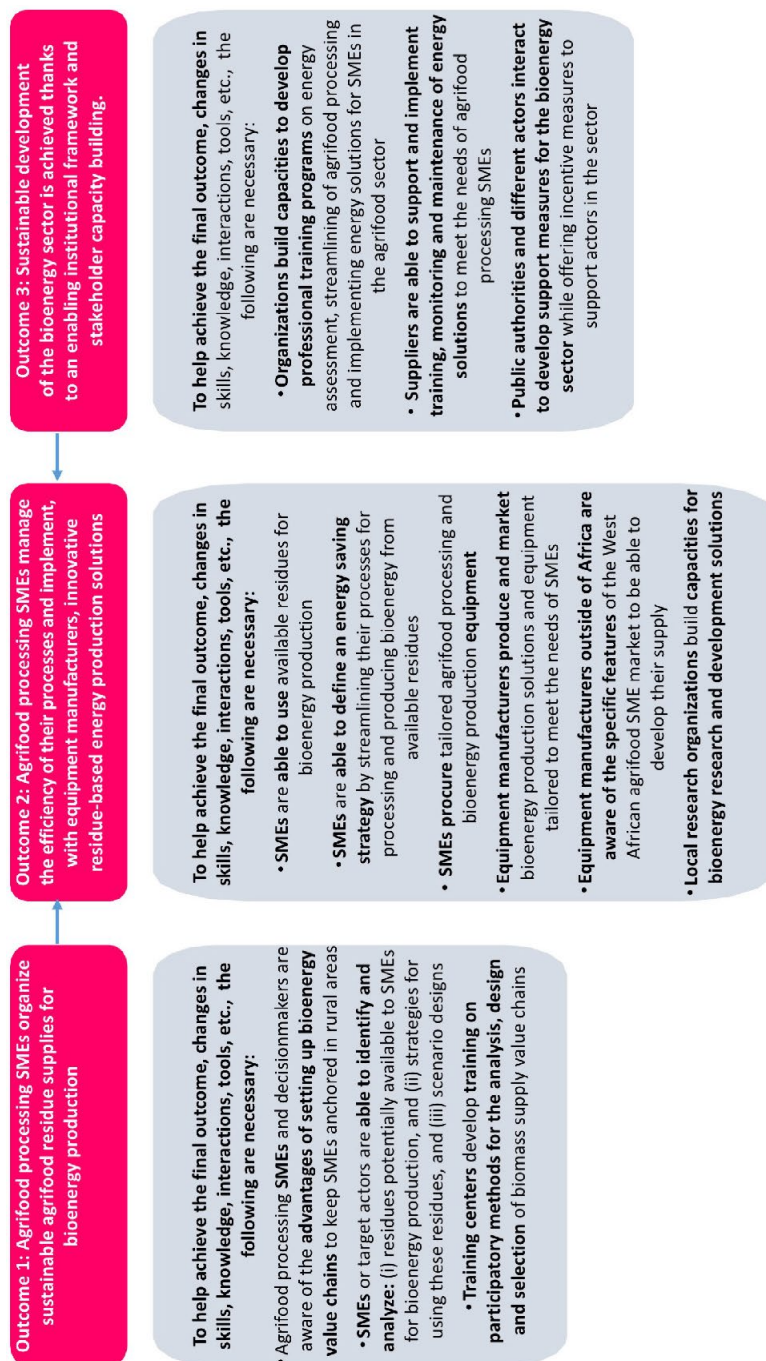 Outcome 1: Agrifood processing SMEs organize
sustainable agrifood residue supplies for
bioenergy production
To help achieve the final outcome, changes in
skills, knowledge, interactions, tools, etc., the
following are necessary:
• Agrifood processing SMEs and decisionmakers are
aware of the advantages of setting up bioenergy
value chains to keep SMEs anchored in rural areas
• SMEs or target actors are able to identify and
analyze: (i) residues potentially available to SMEs
for bioenergy production, and (ii) strategies for
using these residues, and (iii) scenario designs
• Training centers develop training on
participatory methods for the analysis, design
and selection of biomass supply value chains
Outcome 2: Agrifood processing SMEs manage
the efficiency of their processes and implement,
with equipment manufacturers, innovative
residue-based energy production solutions
To help achieve the final outcome, changes in
skills, knowledge, interactions, tools, etc., the
following are necessary:
• SMEs are able to use available residues for
bioenergy production
• SMEs are able to define an energy saving
strategy by streamlining their processes for
processing and producing bioenergy from
available residues
• SMEs procure tailored agrifood processing and
bioenergy production equipment
• Equipment manufacturers produce and market
bioenergy production solutions and equipment
tailored to meet the needs of SMEs
• Equipment manufacturers outside of Africa are
aware of the specific features of the West
African agrifood SME market to be able to
develop their supply
• Local research organizations build capacities for
bioenergy research and development solutions
Outcome 3: Sustainable development
of the bioenergy sector is achieved thanks
to an enabling institutional framework and
stakeholder capacity building.
To help achieve the final outcome, changes in
skills, knowledge, interactions, tools, etc., the
following are necessary:
• Organizations build capacities to develop
professional training programs on energy
assessment, streamlining of agrifood processing
and implementing energy solutions for SMEs in
the agrifood sector
• Suppliers are able to support and implement
training, monitoring and maintenance of energy
solutions to meet the needs of agrifood
processing SMEs
• Public authorities and different actors interact
to develop support measures for the bioenergy
sector while offering incentive measures to
support actors in the sector